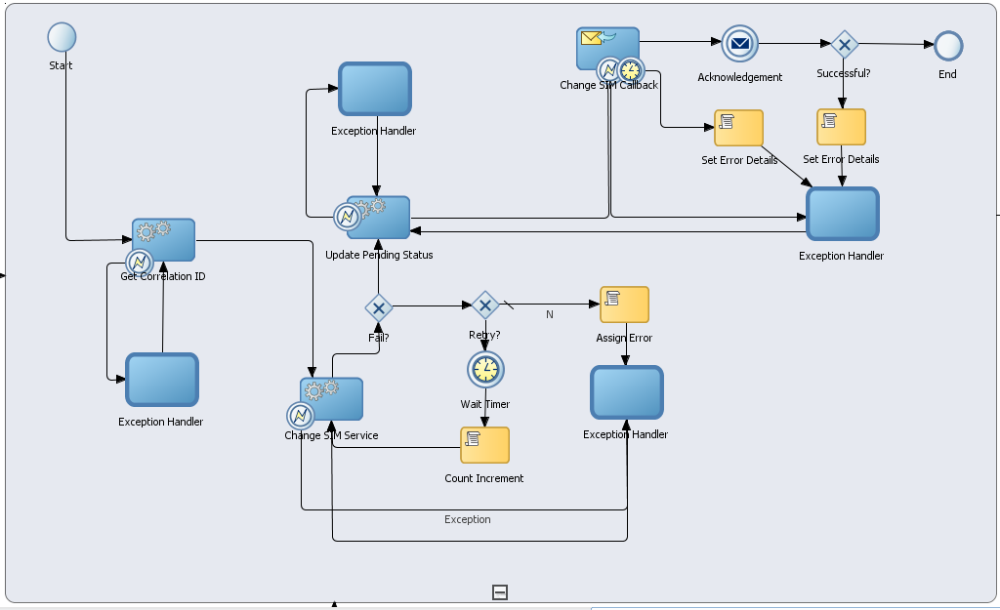 Start
Change SIM Callback
Acknowledgement
Successful?
End
Exception Handler
Set Error Details
Set Error Details
Update Pending Status
Exception Handler
Get Correlation ID
Fail?
Retry?
N
Assign Error
Wait Timer
Exception Handler
Change SIM Service
Exception Handler
Count Increment
Exception